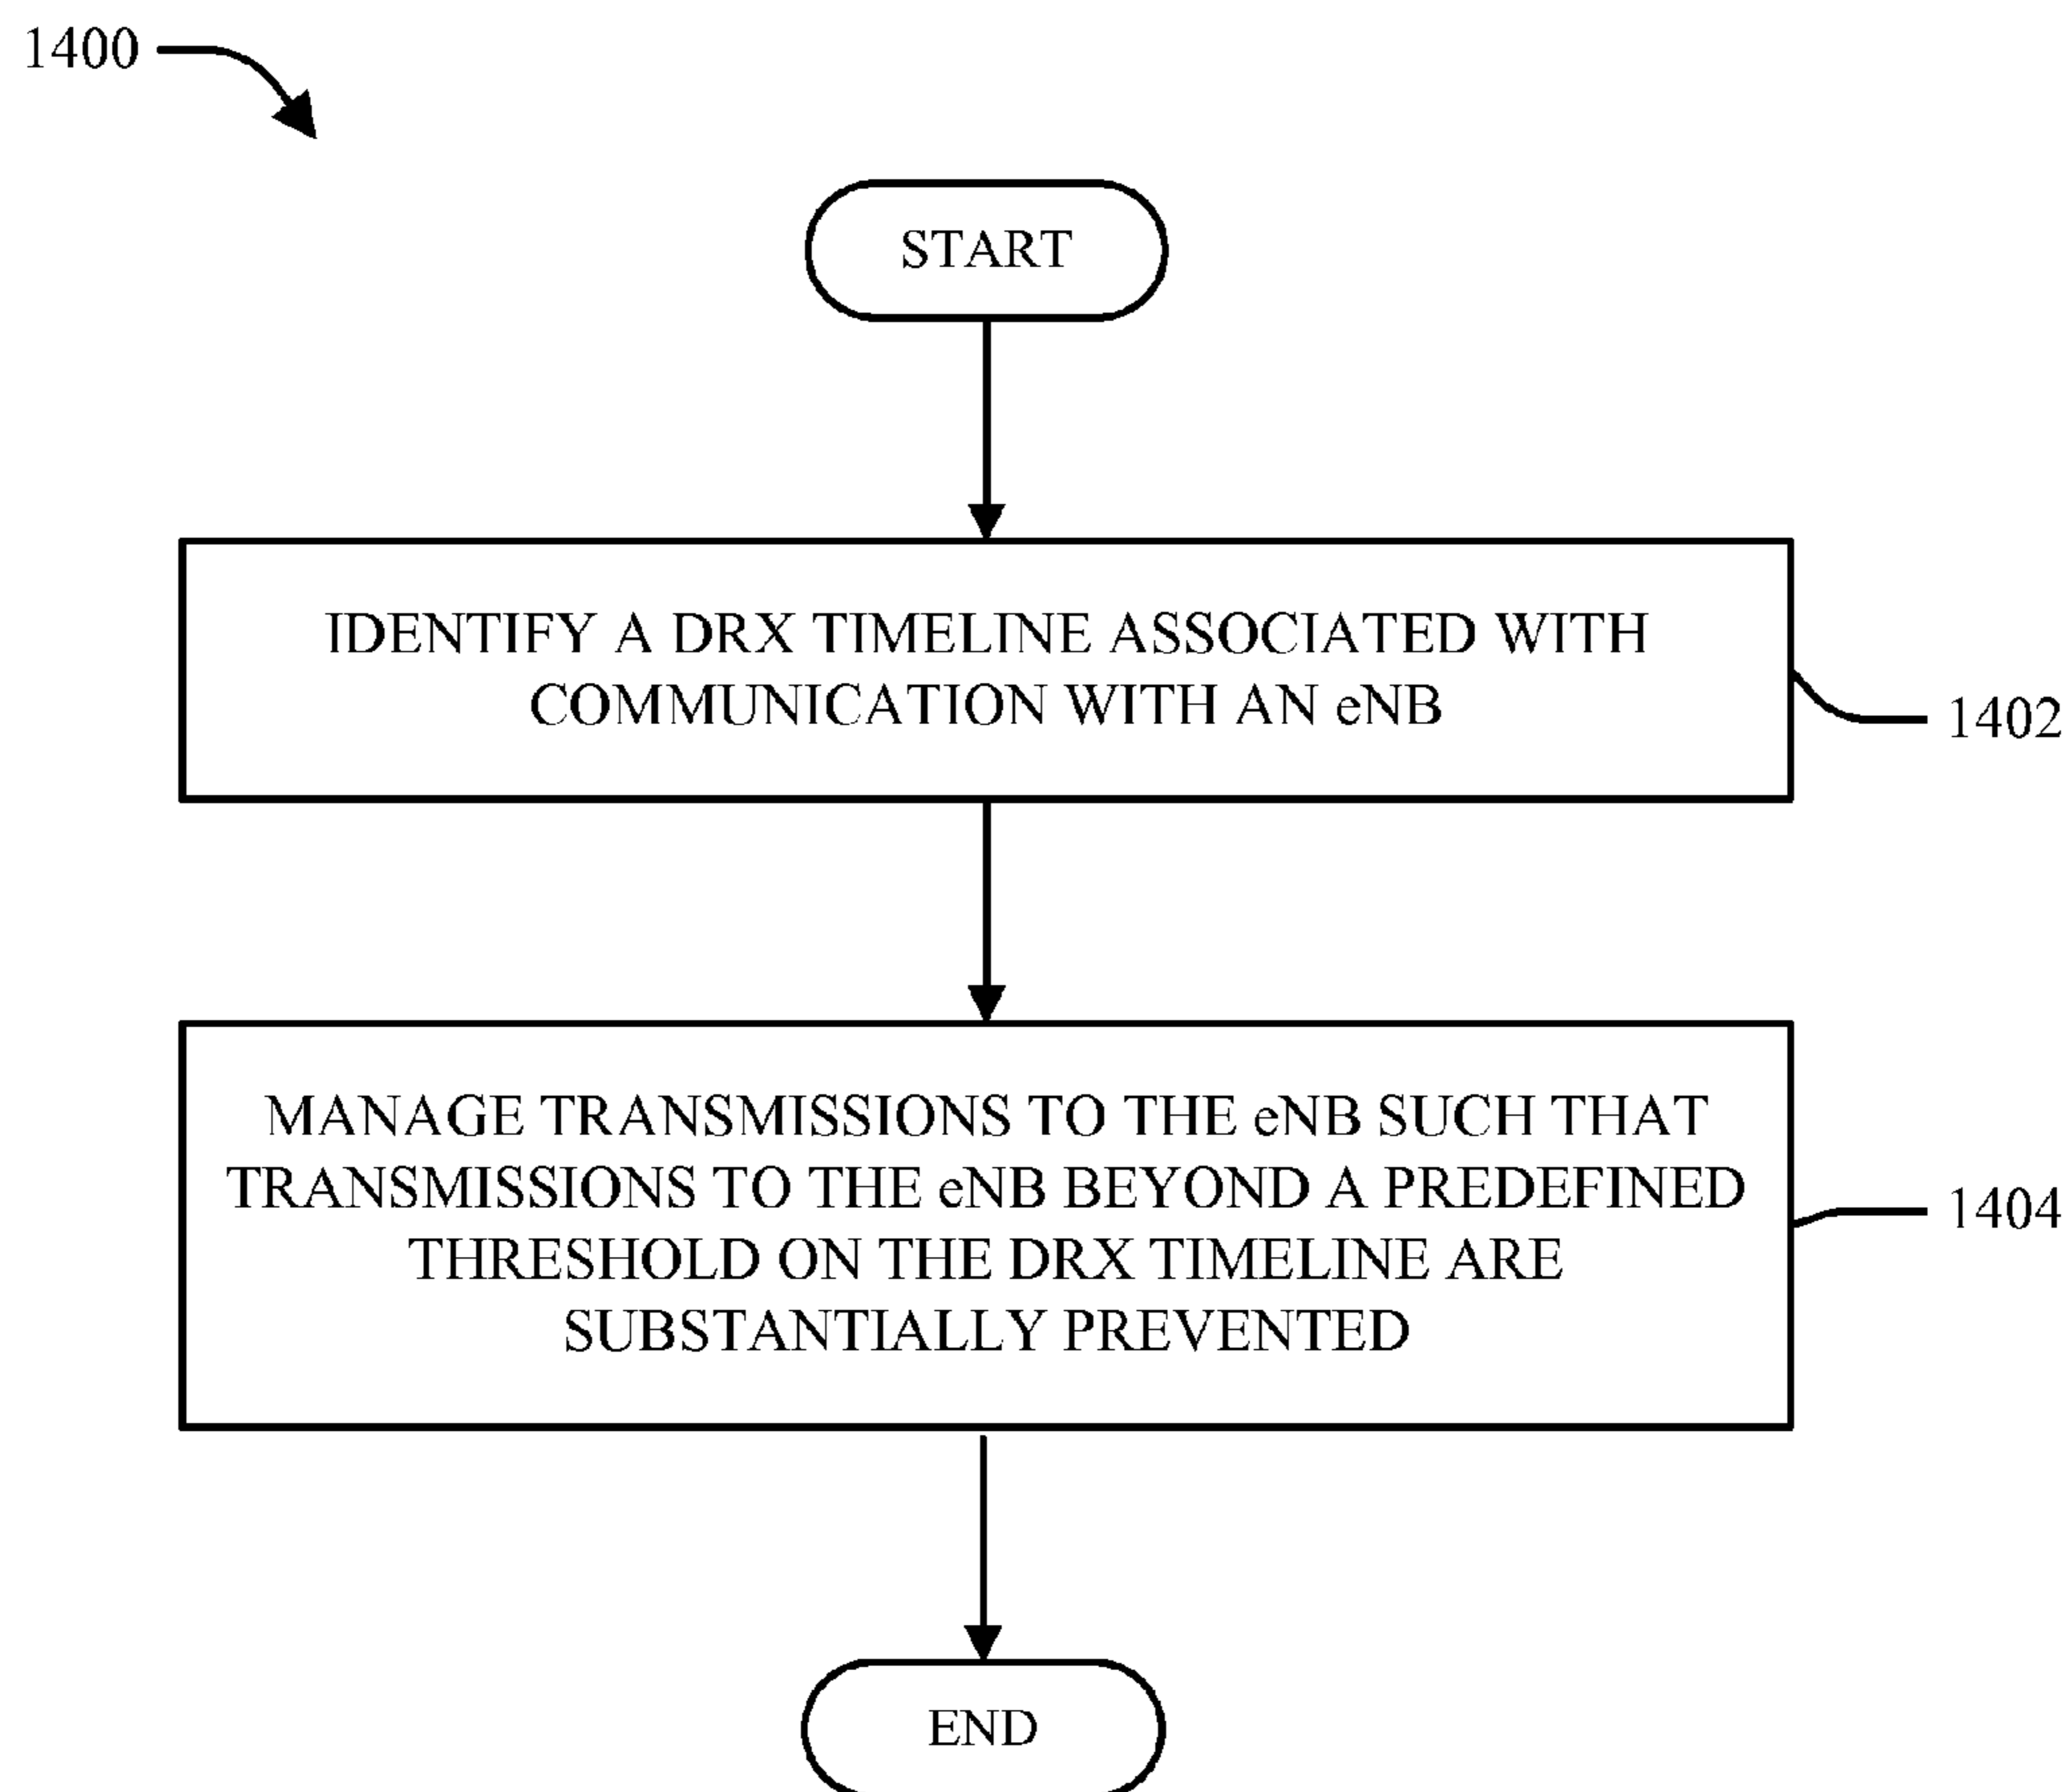 1400
START
IDENTIFY A DRX TIMELINE ASSOCIATED WITH
COMMUNICATION WITH AN eNB
1402
MANAGE TRANSMISSIONS TO THE eNB SUCH THAT
TRANSMISSIONS TO THE eNB BEYOND A PREDEFINED
THRESHOLD ON THE DRX TIMELINE ARE
SUBSTANTIALLY PREVENTED
1404
END